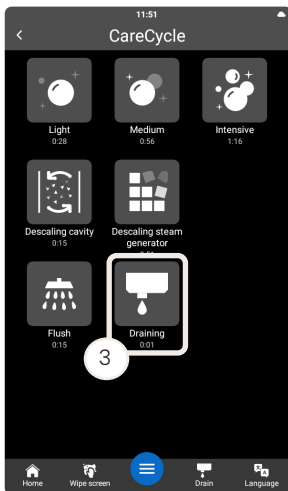 11:51
CareCycle
Light
0:28
Medium
0:56
Intensive
1:16
Descaling cavity
0:15
Descaling steam
generator
Flush
0:15
Draining
0:01
3
Home
Wipe screen
Drain
Language